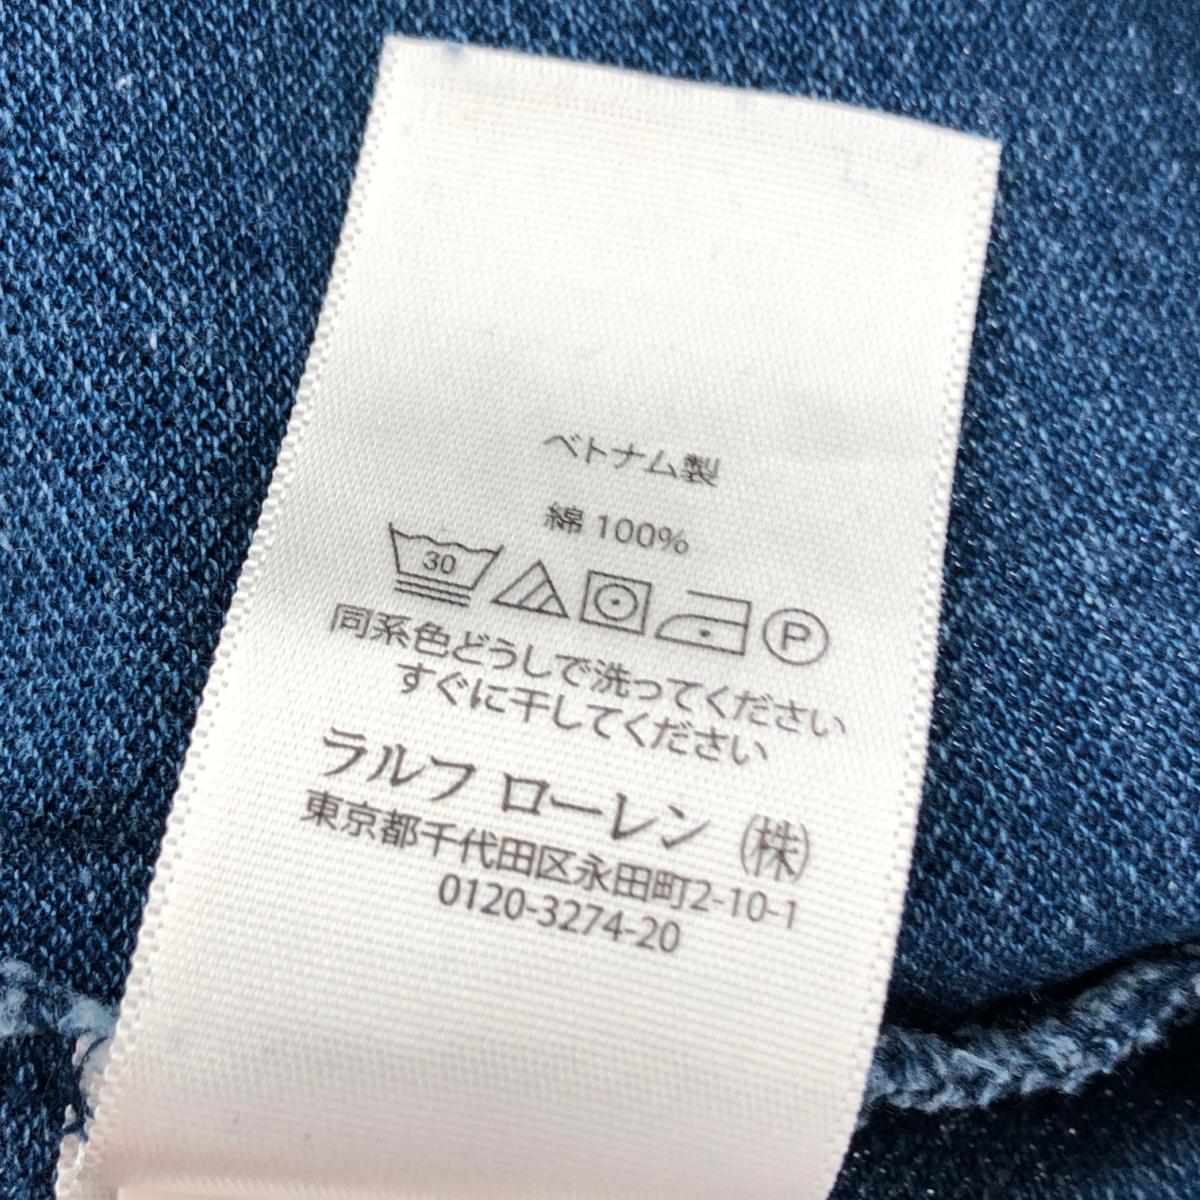 ベトナム製
綿 100%
30 P
同系色どうしで洗ってください
すぐに干してください
ラルフ ローレン (株)
東京都千代田区永田町2-10-1
0120-3274-20